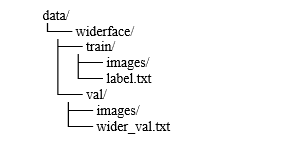 data/
widerface/
train/
images/
label.txt
val/
images/
wider_val.txt